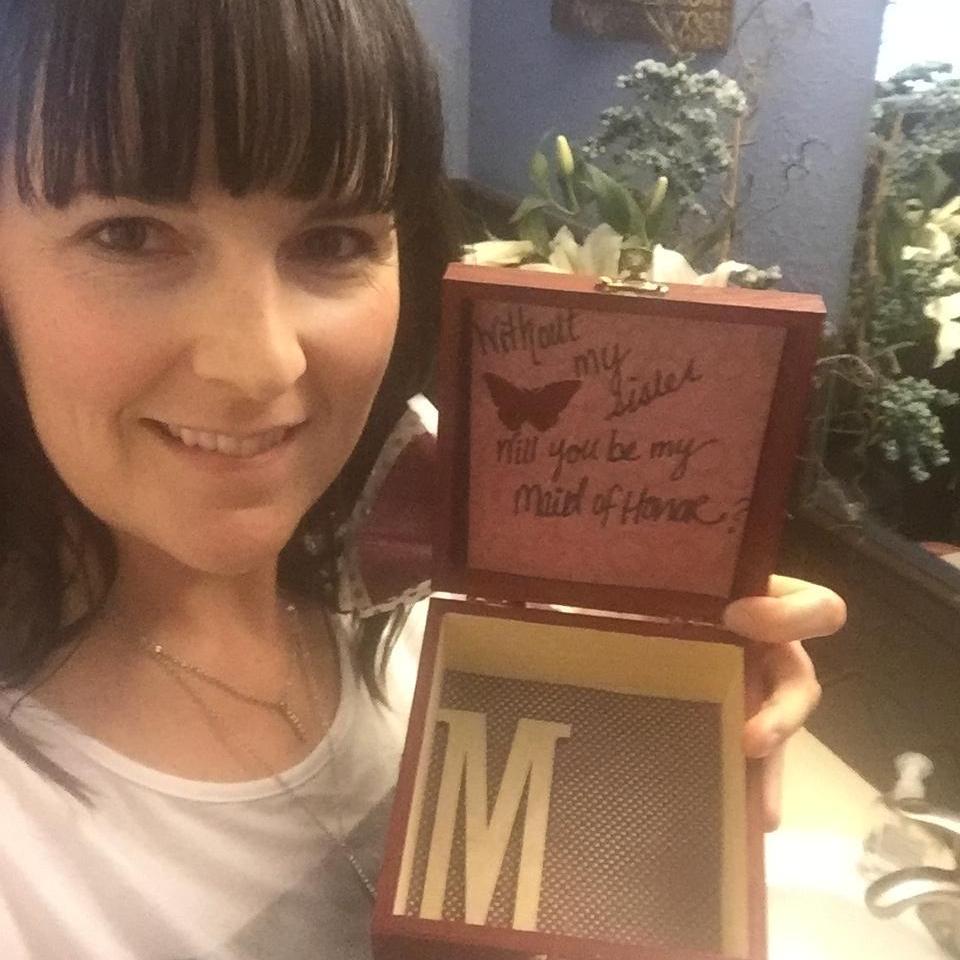 Without
my
Sister
Will you be my
Maid of Honor?
M